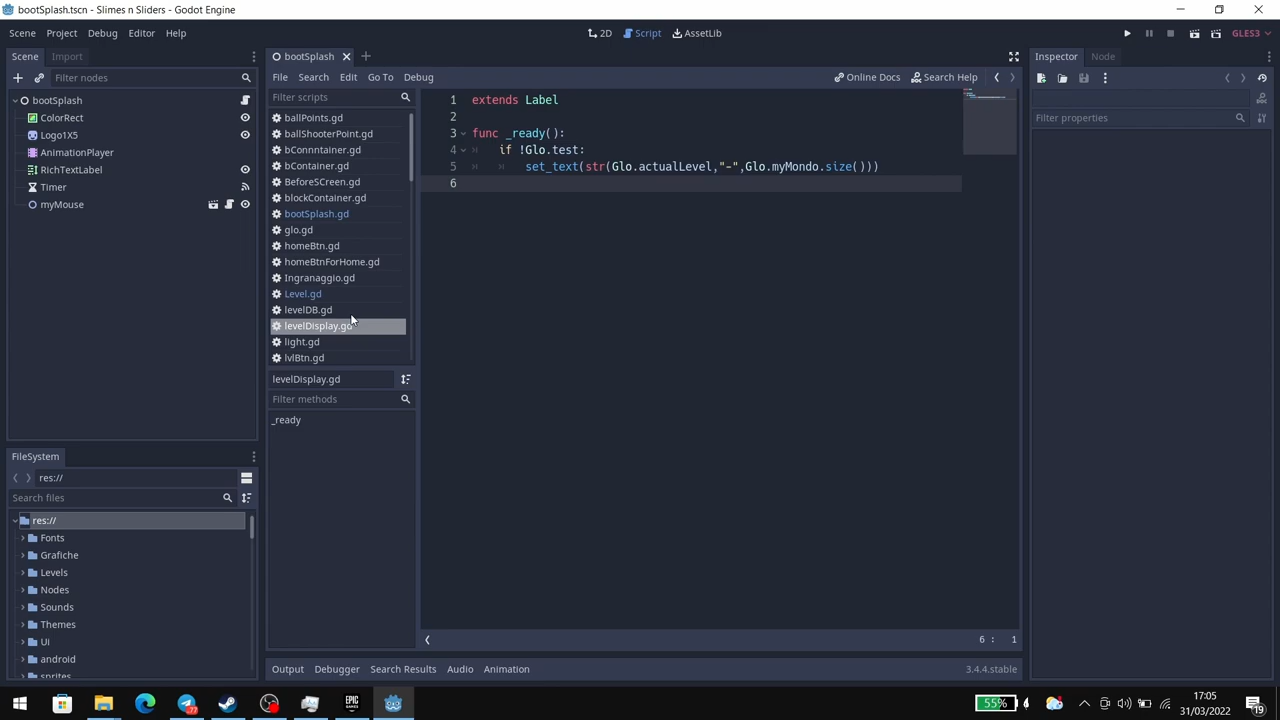 bootSplash.tscn - Slimes n Sliders - Godot Engine
Scene Project Debug Editor Help
2D Script AssetLib
GLES3
Scene Import
Filter nodes
bootSplash
ColorRect
Logo1X5
AnimationPlayer
RichTextLabel
Timer
myMouse
FileSystem
res://
Search files
res://
Fonts
Grafiche
Levels
Nodes
Sounds
Themes
Ui
android
sprites
bootSplash
File Search Edit Go To Debug
Online Docs Search Help
Filter scripts
ballPoints.gd
ballShooterPoint.gd
bConnntainer.gd
bContainer.gd
BeforeSCreen.gd
blockContainer.gd
bootSplash.gd
glo.gd
homeBtn.gd
homeBtnForHome.gd
Ingranaggio.gd
Level.gd
levelDB.gd
levelDisplay.gd
light.gd
lvlBtn.gd
levelDisplay.gd
Filter methods
_ready
1 extends Label
2
3 func _ready():
4 if !Glo.test:
5 set_text(str(Glo.actualLevel,"-",Glo.myMondo.size()))
6
6 : 1
Output Debugger Search Results Audio Animation
3.4.4.stable
Inspector Node
Filter properties
77
55%
17:05
31/03/2022
19